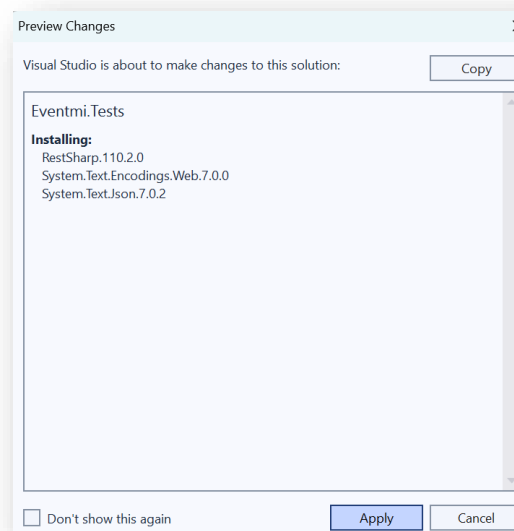 Preview Changes
Visual Studio is about to make changes to this solution:
Copy
Eventmi.Tests
Installing:
RestSharp.110.2.0
System.Text.Encodings.Web.7.0.0
System.Text.Json.7.0.2
Don't show this again
Apply
Cancel